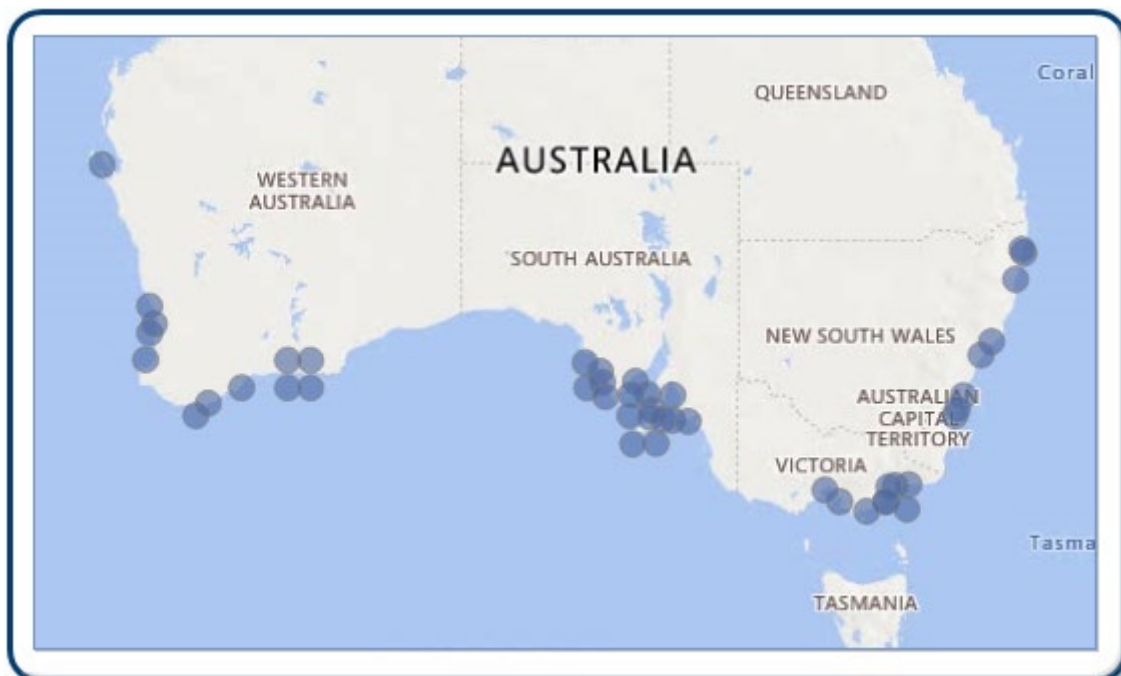 Coral
QUEENSLAND
AUSTRALIA
WESTERN
AUSTRALIA
SOUTH AUSTRALIA
NEW SOUTH WALES
AUSTRALIAN
CAPITAL
TERRITORY
VICTORIA
Tasma
TASMANIA